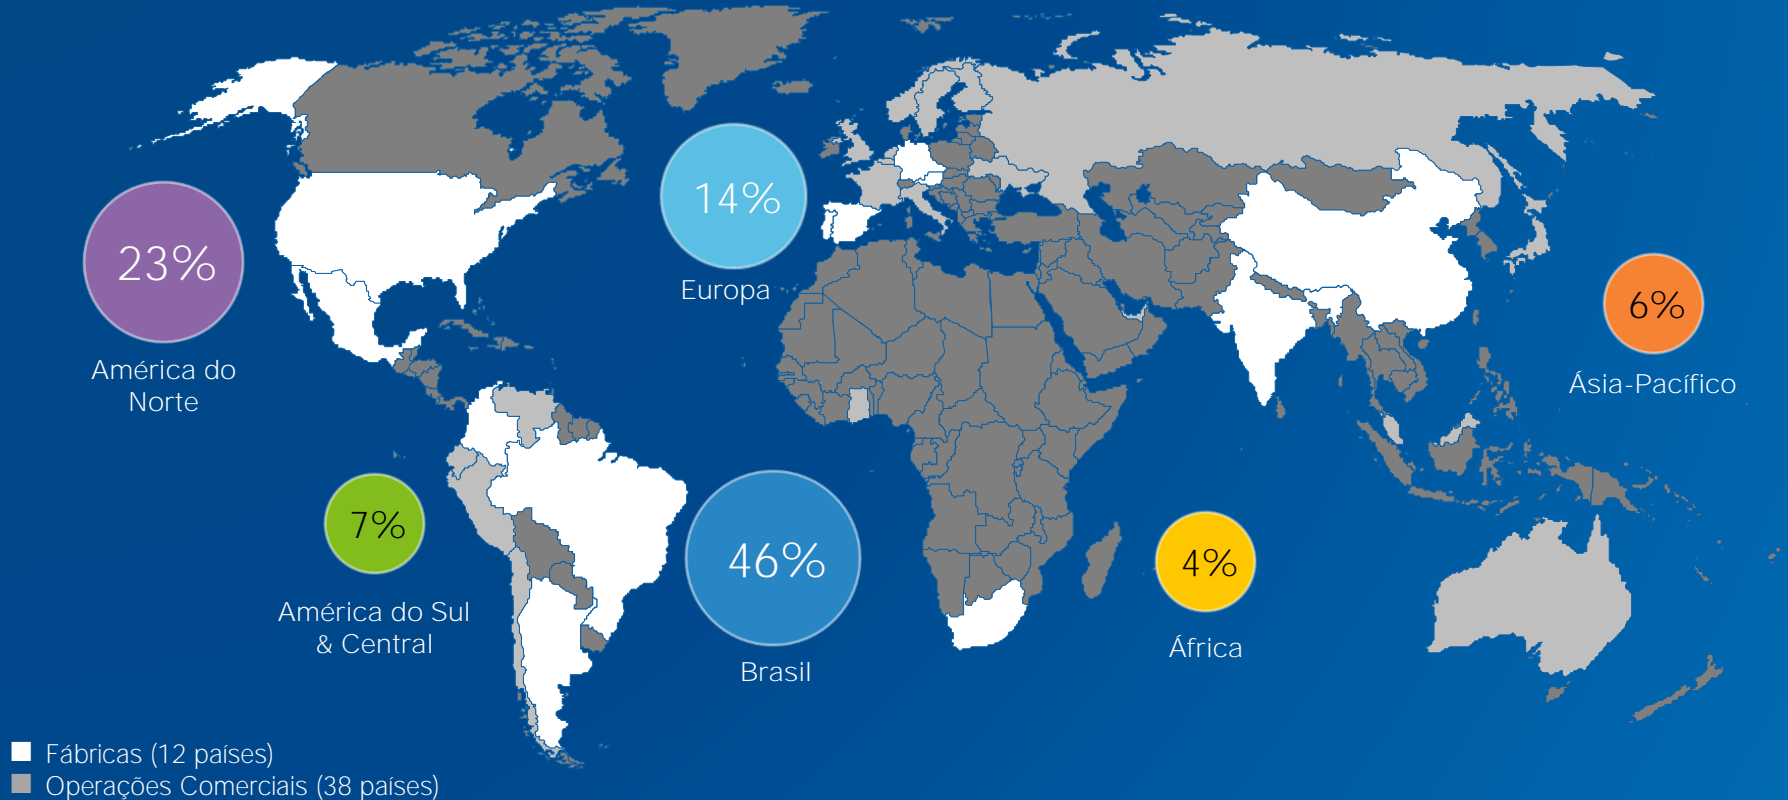 14%
Europa
23%
América do
Norte
6%
Ásia-Pacífico
7%
América do Sul
& Central
46%
Brasil
4%
África
Fábricas (12 países)
Operações Comerciais (38 países)